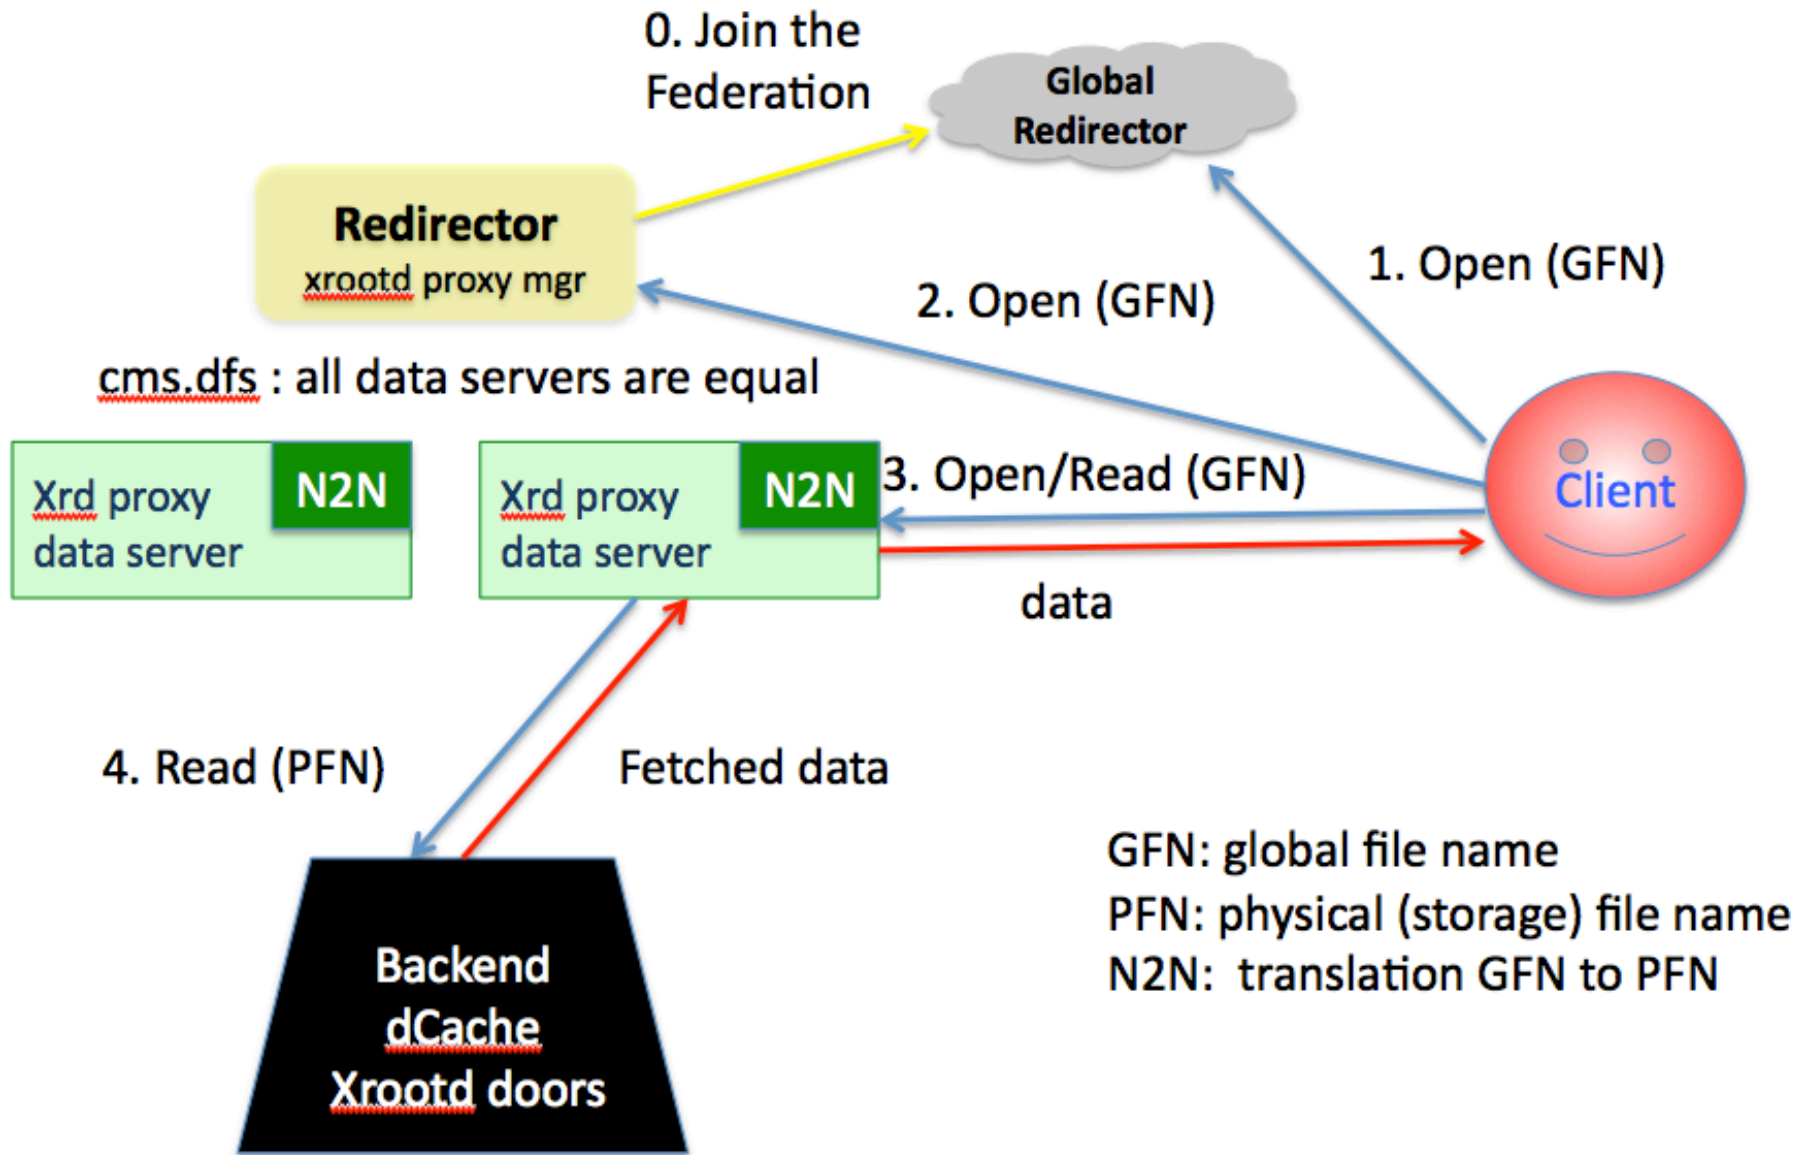 0. Join the
Federation
Global
Redirector
Redirector
xrootd proxy mgr
1. Open (GFN)
2. Open (GFN)
cms.dfs : all data servers are equal
Xrd proxy
data server
N2N
Xrd proxy
data server
N2N
3. Open/Read (GFN)
Client
data
4. Read (PFN)
Fetched data
Backend
dCache
Xrootd doors
GFN: global file name
PFN: physical (storage) file name
N2N: translation GFN to PFN